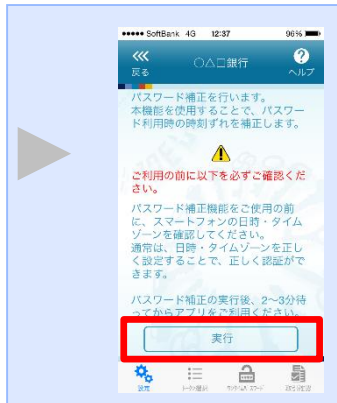 ●●●●● SoftBank 4G 12:37 96%
戻る
○△□銀行
?
ヘルプ
パスワード補正を行います。
本機能を使用することで、パスワー
ド利用時の時刻ずれを補正します。
ご利用の前に以下を必ずご確認くだ
さい。
パスワード補正機能をご使用の前
に、スマートフォンの日時・タイム
ゾーンを確認してください。
通常は、日時・タイムゾーンを正し
く設定することで、正しく認証がで
きます。
パスワード補正の実行後、2~3分待
ってからアプリをご利用ください。
実行
設定